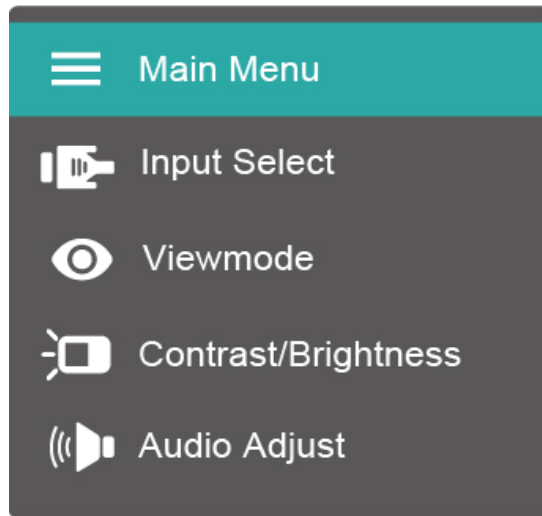 Main Menu
Input Select
Viewmode
Contrast/Brightness
Audio Adjust